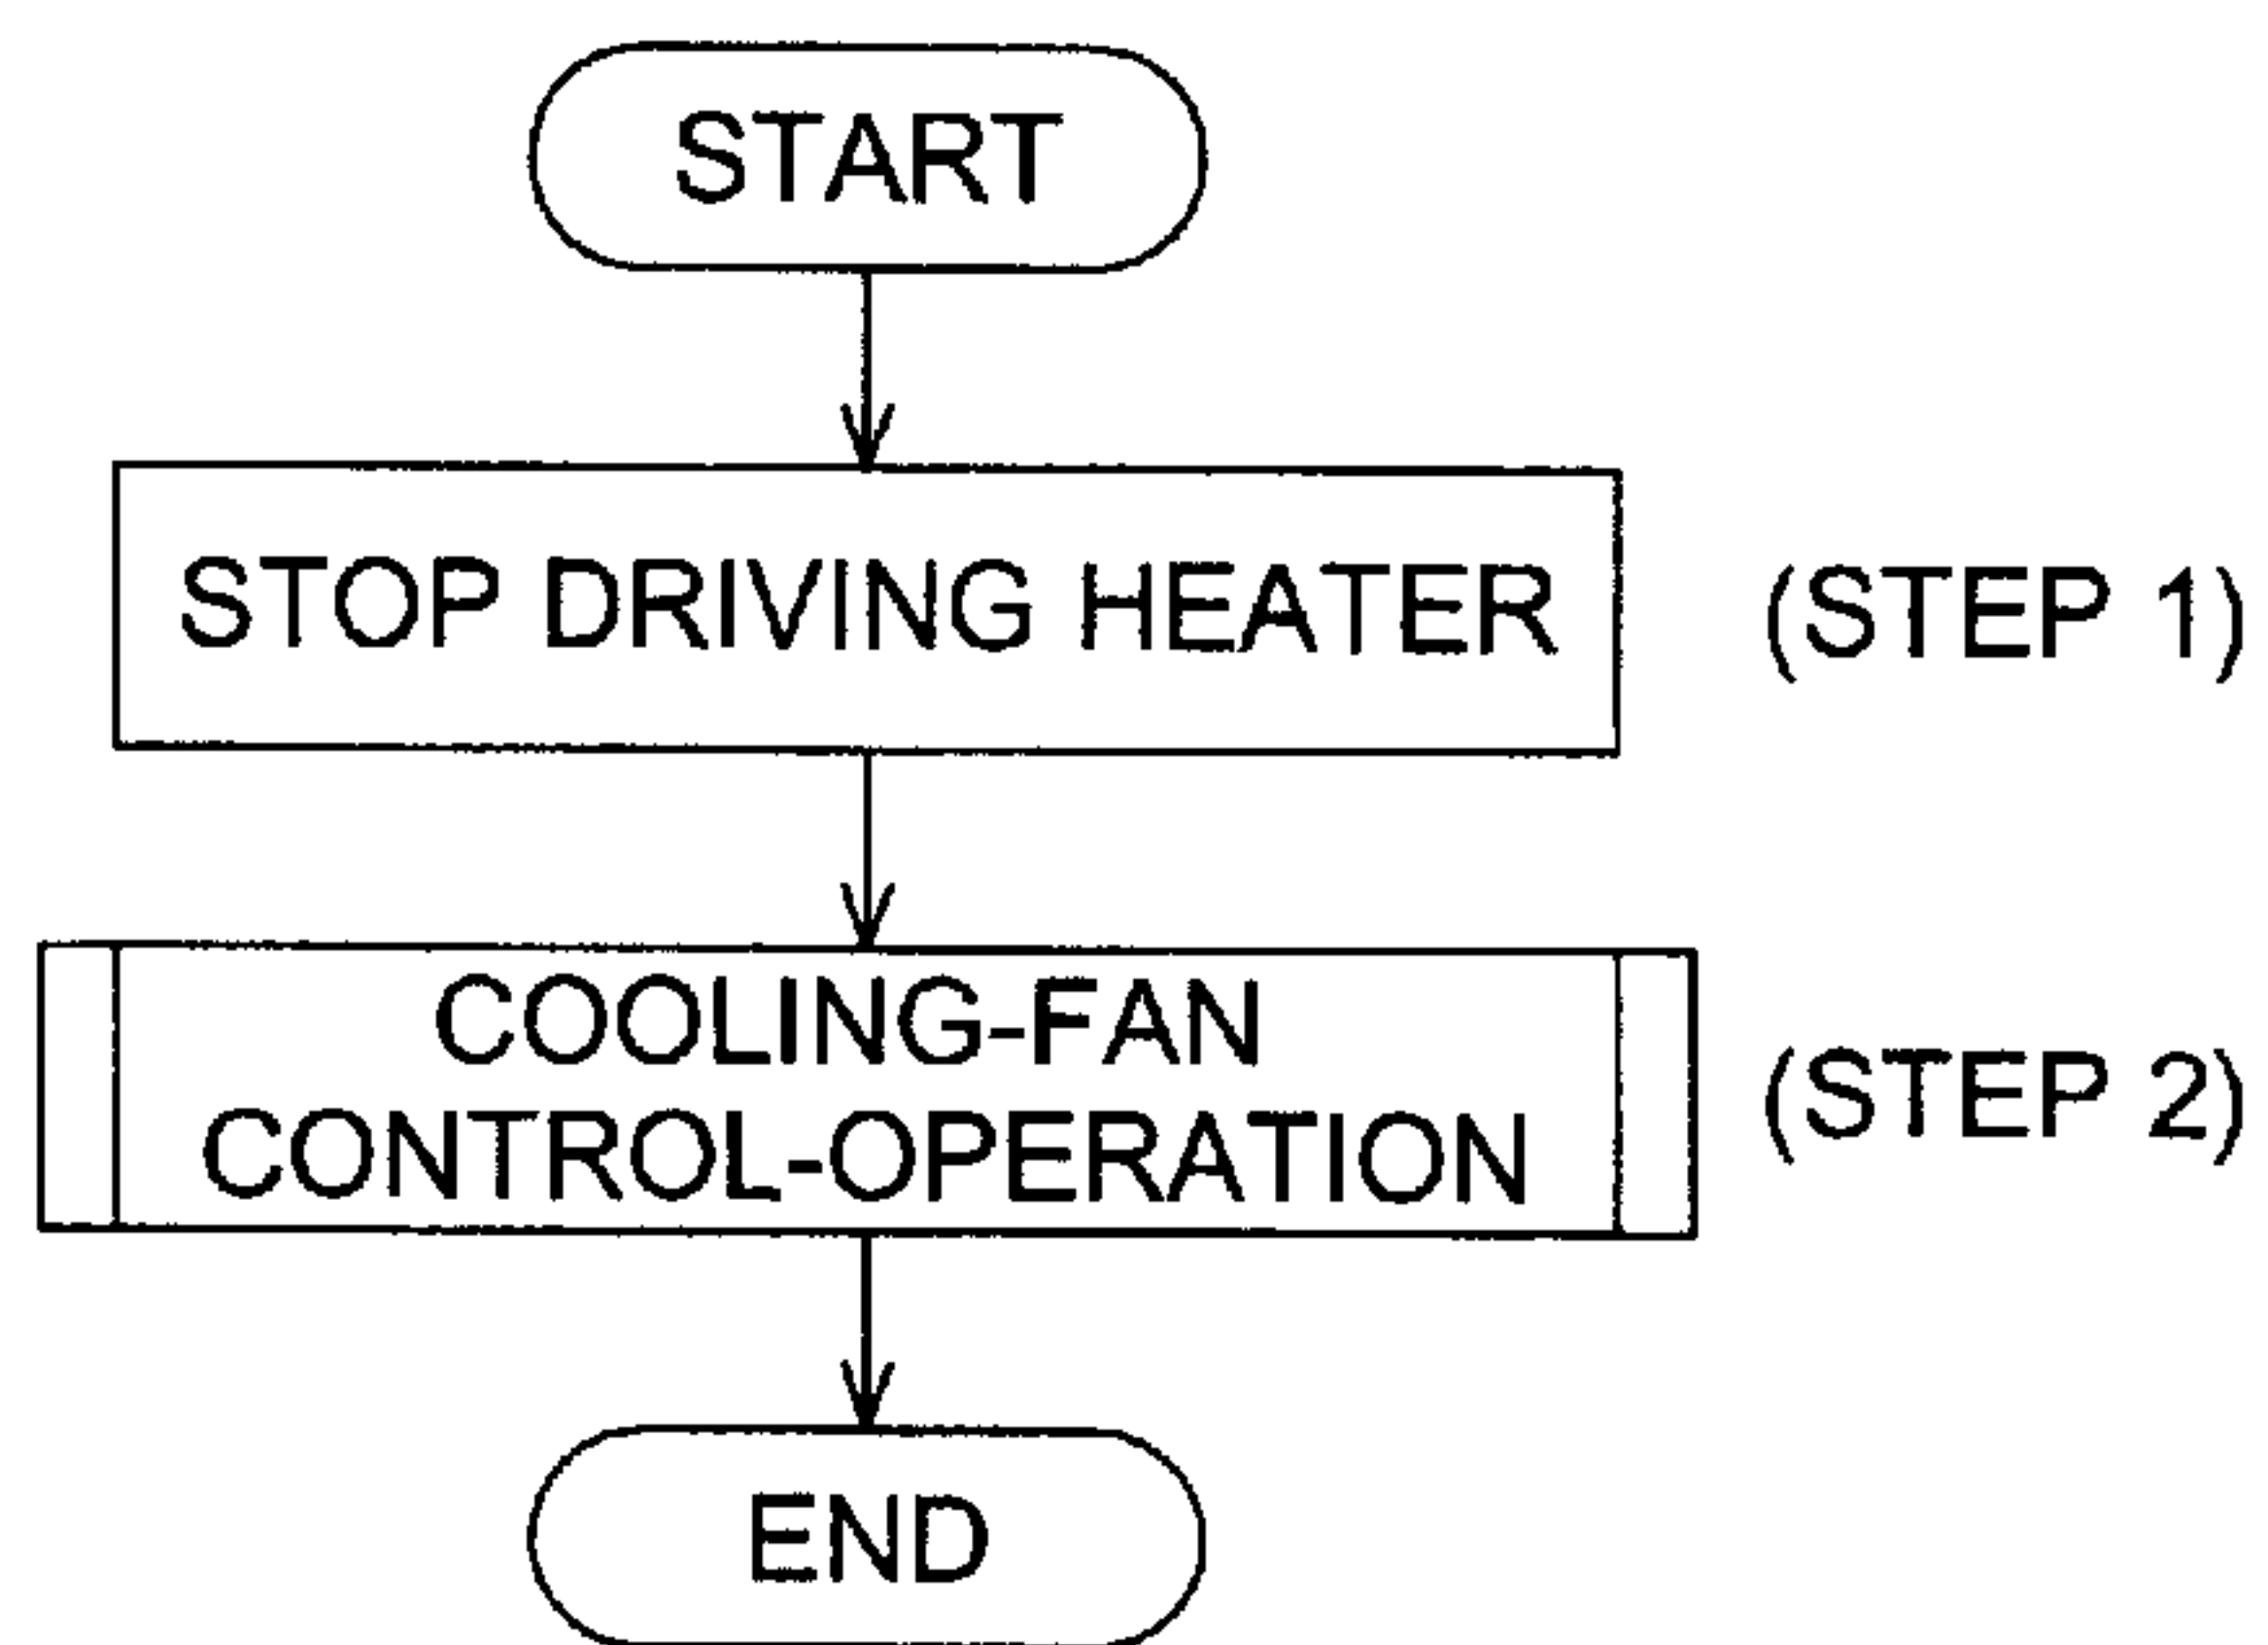 START
STOP DRIVING HEATER (STEP 1)
COOLING-FAN
CONTROL-OPERATION (STEP 2)
END